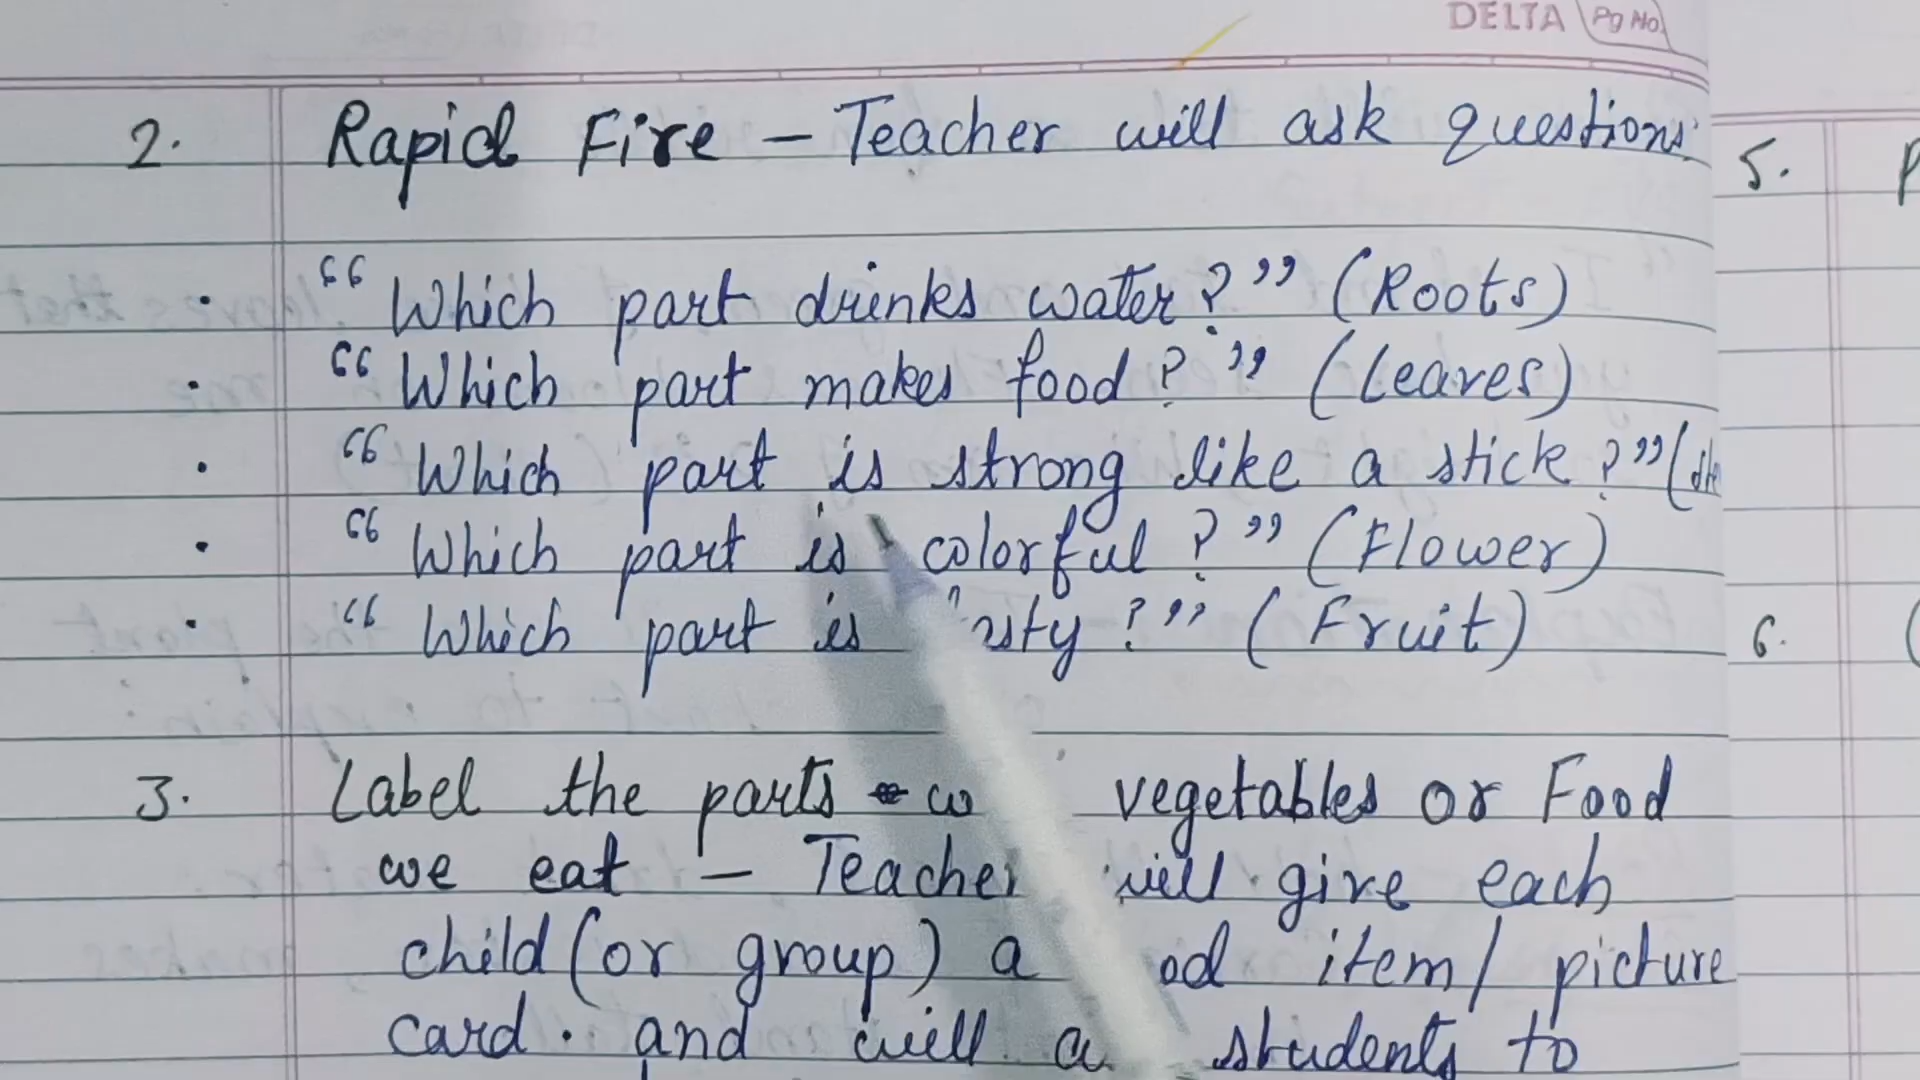 DELTA Pg No.
2. Rapid Fire – Teacher will ask questions.
• "Which part drinks water?" (Roots)
• "Which part makes food?" (Leaves)
• "Which part is strong like a stick?" (
• "Which part is colorful?" (Flower)
• "Which part is ?" (Fruit)
3. Label the parts vegetables or Food
we eat – Teacher will give each
child (or group) a item/ picture
card. and will students to
5.
6.